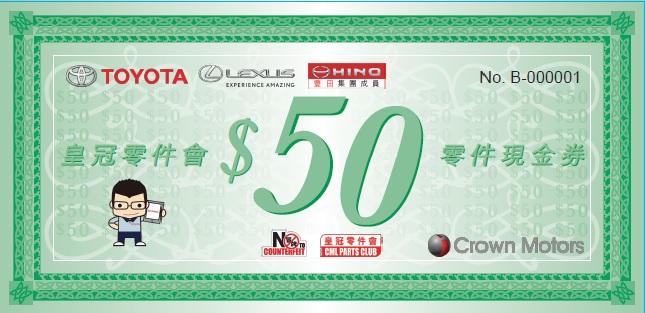 TOYOTA
LEXUS
EXPERIENCE AMAZING
HINO
豐田集團成員
No. B-000001
皇冠零件會
$50
零件現金券
NO % TO
COUNTERFEIT
皇冠零件會
CML PARTS CLUB
Crown Motors